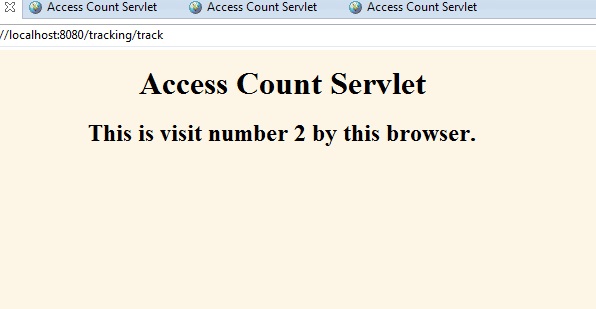 Access Count Servlet Access Count Servlet Access Count Servlet
//localhost:8080/tracking/track
Access Count Servlet
This is visit number 2 by this browser.